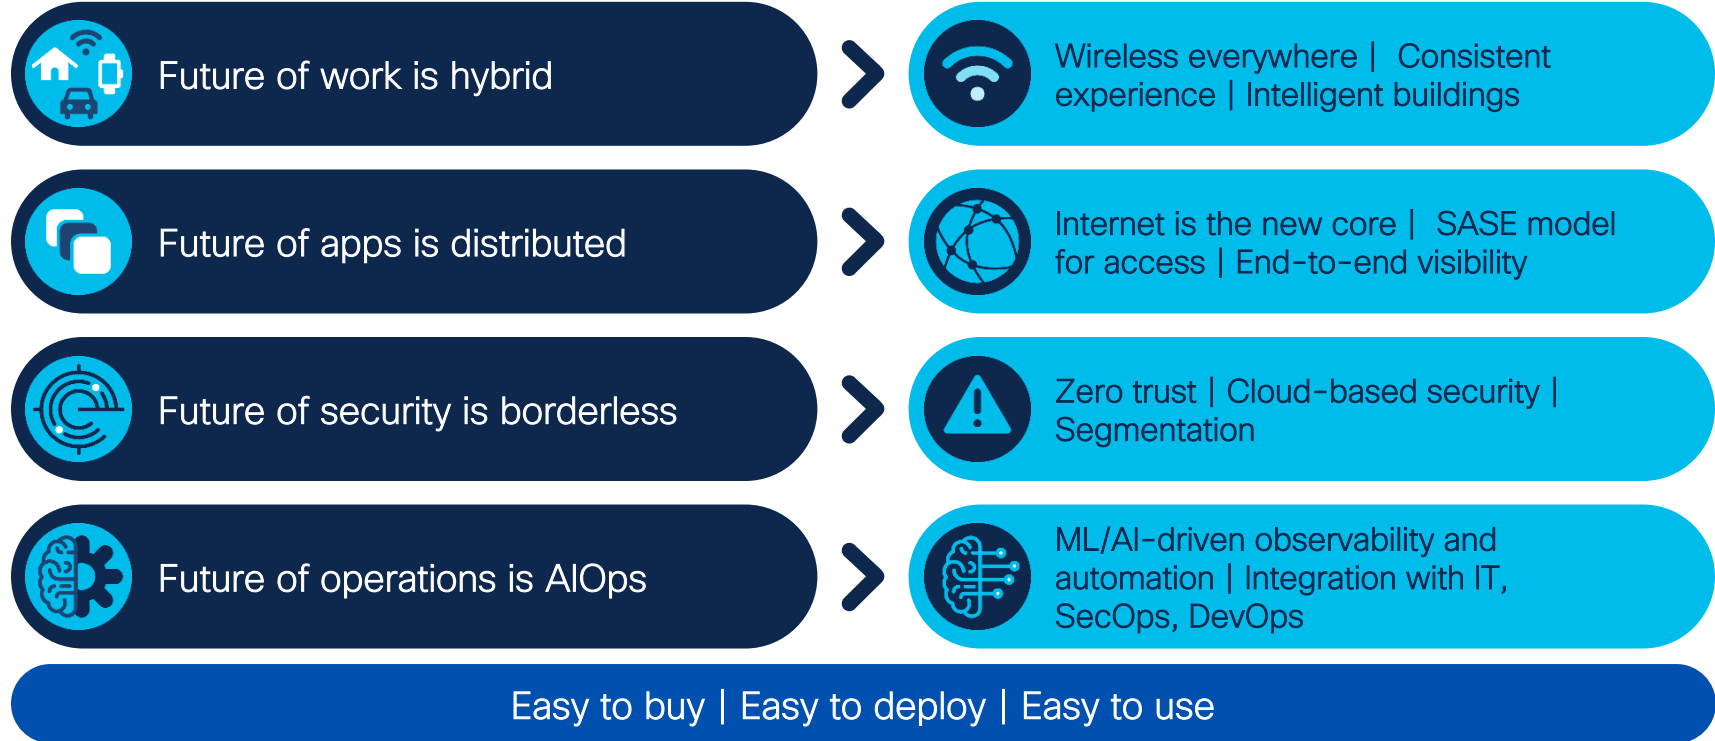 Future of work is hybrid
Wireless everywhere | Consistent
experience | Intelligent buildings
Future of apps is distributed
Internet is the new core | SASE model
for access | End-to-end visibility
Future of security is borderless
Zero trust | Cloud-based security |
Segmentation
Future of operations is AIOps
ML/AI-driven observability and
automation | Integration with IT,
SecOps, DevOps
Easy to buy | Easy to deploy | Easy to use